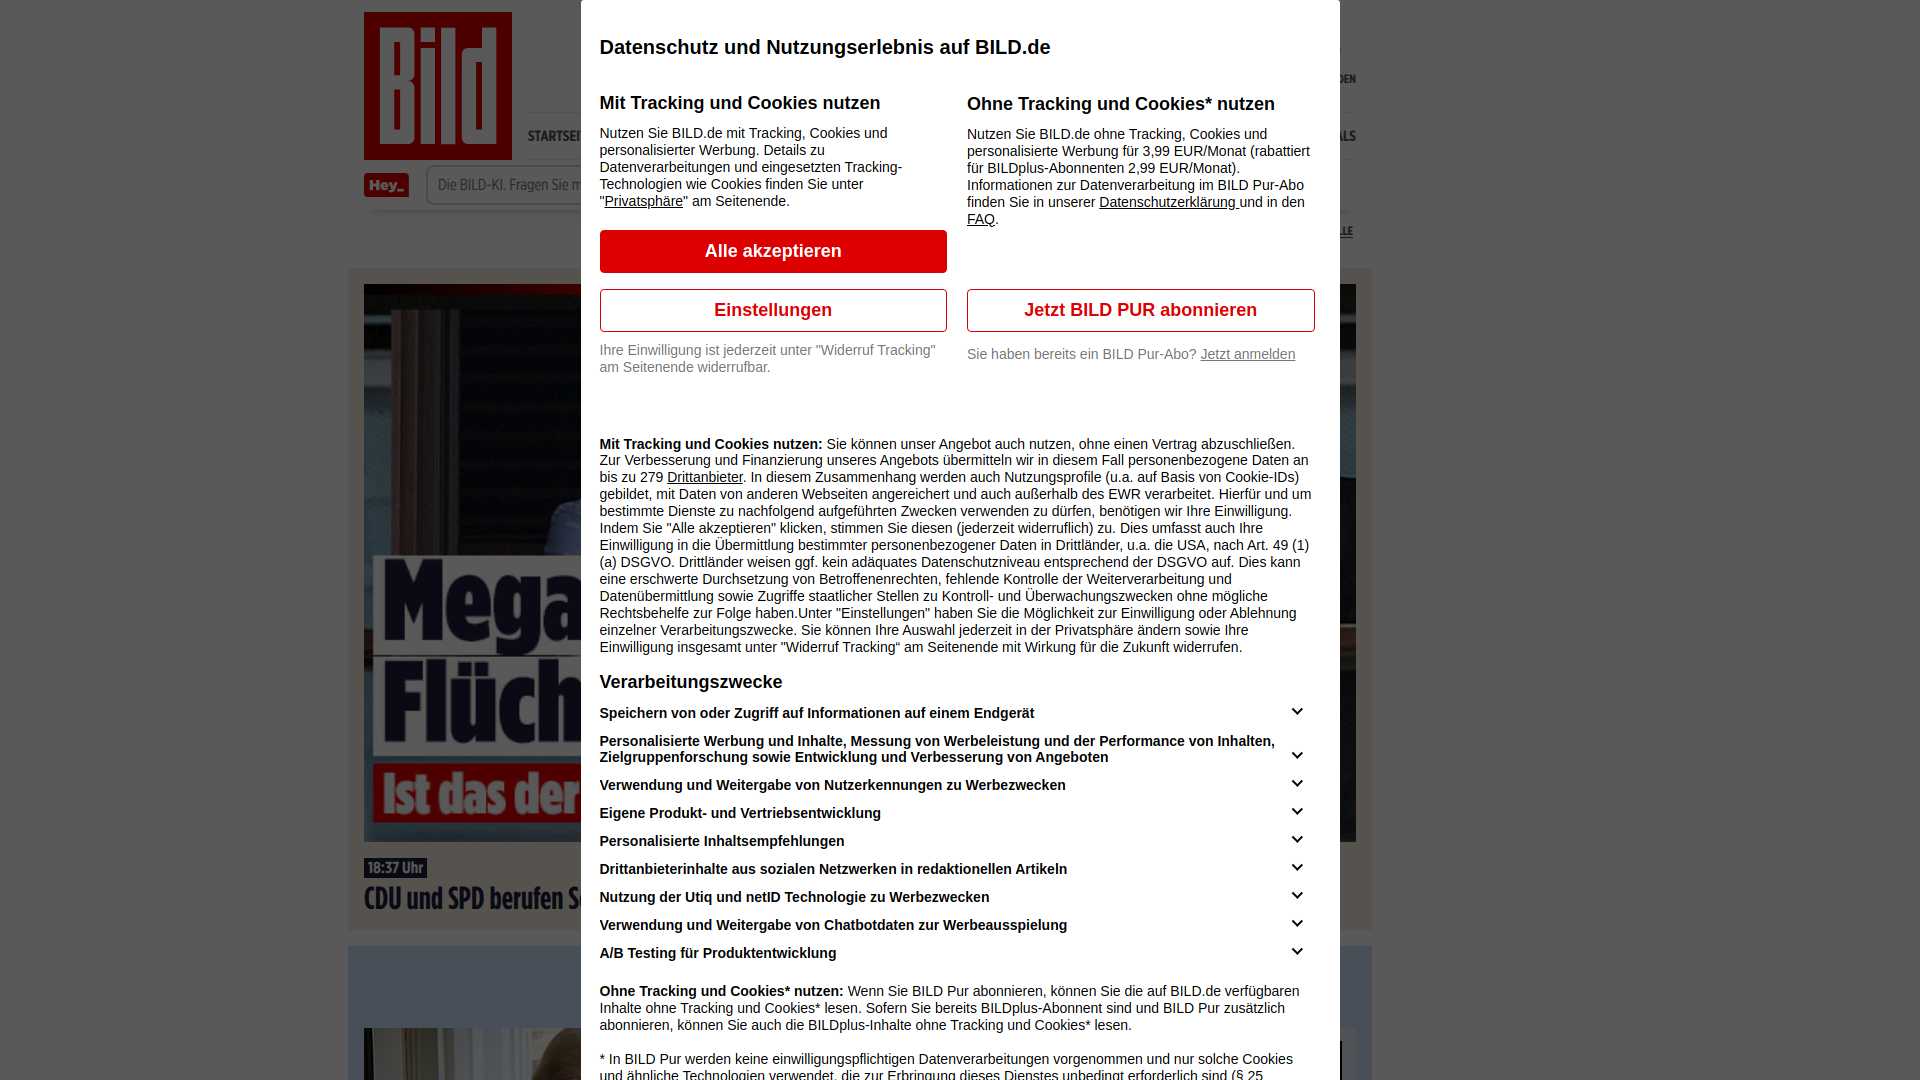 Bild
STARTSEI
Hey_
Die BILD-KI. Fragen Sie m
Mega
Flüch
Ist das der
18:37 Uhr
CDU und SPD berufen S
Datenschutz und Nutzungserlebnis auf BILD.de
Mit Tracking und Cookies nutzen
Nutzen Sie BILD.de mit Tracking, Cookies und
personalisierter Werbung. Details zu
Datenverarbeitungen und eingesetzten Tracking-
Technologien wie Cookies finden Sie unter
"Privatsphäre" am Seitenende.
Alle akzeptieren
Einstellungen
Ihre Einwilligung ist jederzeit unter "Widerruf Tracking"
am Seitenende widerrufbar.
Ohne Tracking und Cookies* nutzen
Nutzen Sie BILD.de ohne Tracking, Cookies und
personalisierte Werbung für 3,99 EUR/Monat (rabattiert
für BILDplus-Abonnenten 2,99 EUR/Monat).
Informationen zur Datenverarbeitung im BILD Pur-Abo
finden Sie in unserer Datenschutzerklärung und in den
FAQ.
Jetzt BILD PUR abonnieren
Sie haben bereits ein BILD Pur-Abo? Jetzt anmelden
Mit Tracking und Cookies nutzen: Sie können unser Angebot auch nutzen, ohne einen Vertrag abzuschließen.
Zur Verbesserung und Finanzierung unseres Angebots übermitteln wir in diesem Fall personenbezogene Daten an
bis zu 279 Drittanbieter. In diesem Zusammenhang werden auch Nutzungsprofile (u.a. auf Basis von Cookie-IDs)
gebildet, mit Daten von anderen Webseiten angereichert und auch außerhalb des EWR verarbeitet. Hierfür und um
bestimmte Dienste zu nachfolgend aufgeführten Zwecken verwenden zu dürfen, benötigen wir Ihre Einwilligung.
Indem Sie "Alle akzeptieren" klicken, stimmen Sie diesen (jederzeit widerruflich) zu. Dies umfasst auch Ihre
Einwilligung in die Übermittlung bestimmter personenbezogener Daten in Drittländer, u.a. die USA, nach Art. 49 (1)
(a) DSGVO. Drittländer weisen ggf. kein adäquates Datenschutzniveau entsprechend der DSGVO auf. Dies kann
eine erschwerte Durchsetzung von Betroffenenrechten, fehlende Kontrolle der Weiterverarbeitung und
Datenübermittlung sowie Zugriffe staatlicher Stellen zu Kontroll- und Überwachungszwecken ohne mögliche
Rechtsbehelfe zur Folge haben.Unter "Einstellungen" haben Sie die Möglichkeit zur Einwilligung oder Ablehnung
einzelner Verarbeitungszwecke. Sie können Ihre Auswahl jederzeit in der Privatsphäre ändern sowie Ihre
Einwilligung insgesamt unter "Widerruf Tracking“ am Seitenende mit Wirkung für die Zukunft widerrufen.
Verarbeitungszwecke
Speichern von oder Zugriff auf Informationen auf einem Endgerät
Personalisierte Werbung und Inhalte, Messung von Werbeleistung und der Performance von Inhalten,
Zielgruppenforschung sowie Entwicklung und Verbesserung von Angeboten
Verwendung und Weitergabe von Nutzerkennungen zu Werbezwecken
Eigene Produkt- und Vertriebsentwicklung
Personalisierte Inhaltsempfehlungen
Drittanbieterinhalte aus sozialen Netzwerken in redaktionellen Artikeln
Nutzung der Utiq und netID Technologie zu Werbezwecken
Verwendung und Weitergabe von Chatbotdaten zur Werbeausspielung
A/B Testing für Produktentwicklung
Ohne Tracking und Cookies* nutzen: Wenn Sie BILD Pur abonnieren, können Sie die auf BILD.de verfügbaren
Inhalte ohne Tracking und Cookies* lesen. Sofern Sie bereits BILDplus-Abonnent sind und BILD Pur zusätzlich
abonnieren, können Sie auch die BILDplus-Inhalte ohne Tracking und Cookies* lesen.
* In BILD Pur werden keine einwilligungspflichtigen Datenverarbeitungen vorgenommen und nur solche Cookies
und ähnliche Technologien verwendet, die zur Erbringung dieses Dienstes unbedingt erforderlich sind (§ 25